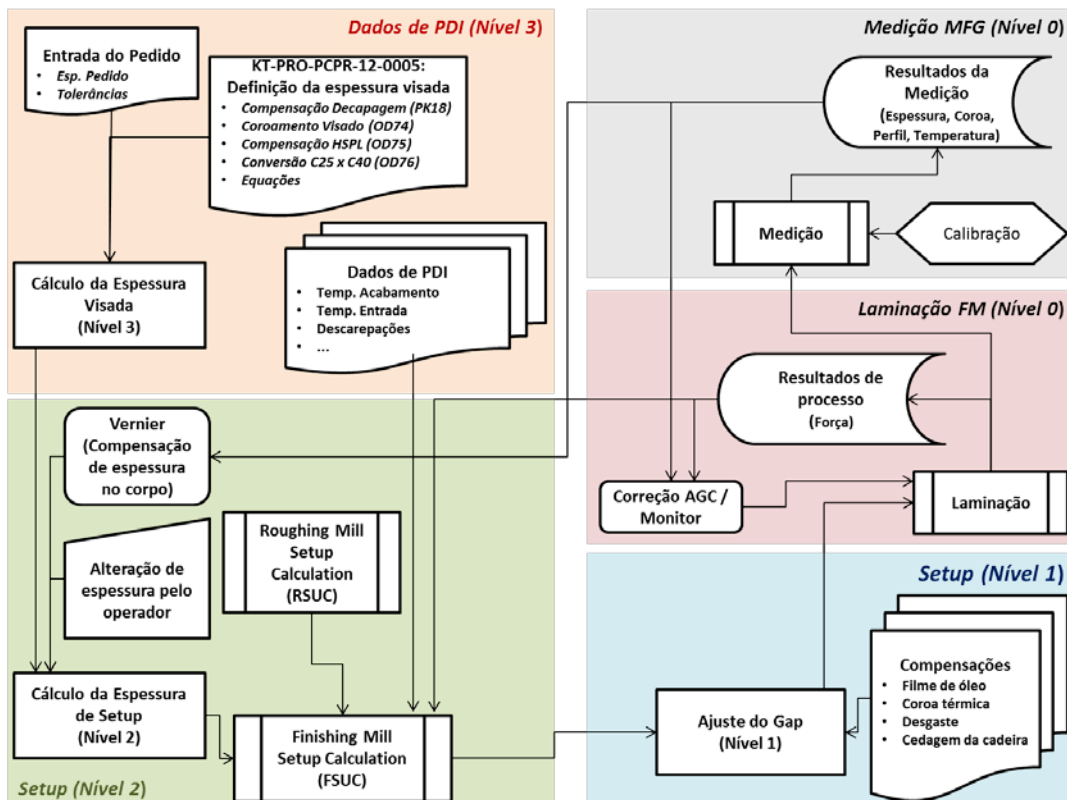 Dados de PDI (Nível 3)
Entrada do Pedido
• Esp. Pedido
• Tolerâncias
KT-PRO-PCPR-12-0005:
Definição da espessura visada
• Compensação Decapagem (PK18)
• Coroamento Visado (OD74)
• Compensação HSPL (OD75)
• Conversão C25 x C40 (OD76)
• Equações
Cálculo da Espessura
Visada
(Nível 3)
Dados de PDI
• Temp. Acabamento
• Temp. Entrada
• Descarepações
• ...
Medição MFG (Nível 0)
Resultados da
Medição
(Espessura, Coroa,
Perfil, Temperatura)
Medição
Calibração
Laminação FM (Nível 0)
Resultados de
processo
(Força)
Correção AGC /
Monitor
Laminação
Vernier
(Compensação
de espessura
no corpo)
Alteração de
espessura pelo
operador
Roughing Mill
Setup
Calculation
(RSUC)
Cálculo da Espessura
de Setup
(Nível 2)
Finishing Mill
Setup Calculation
(FSUC)
Setup (Nível 2)
Setup (Nível 1)
Ajuste do Gap
(Nível 1)
Compensações
• Filme de óleo
• Coroa térmica
• Desgaste
• Cedagem da cadeira